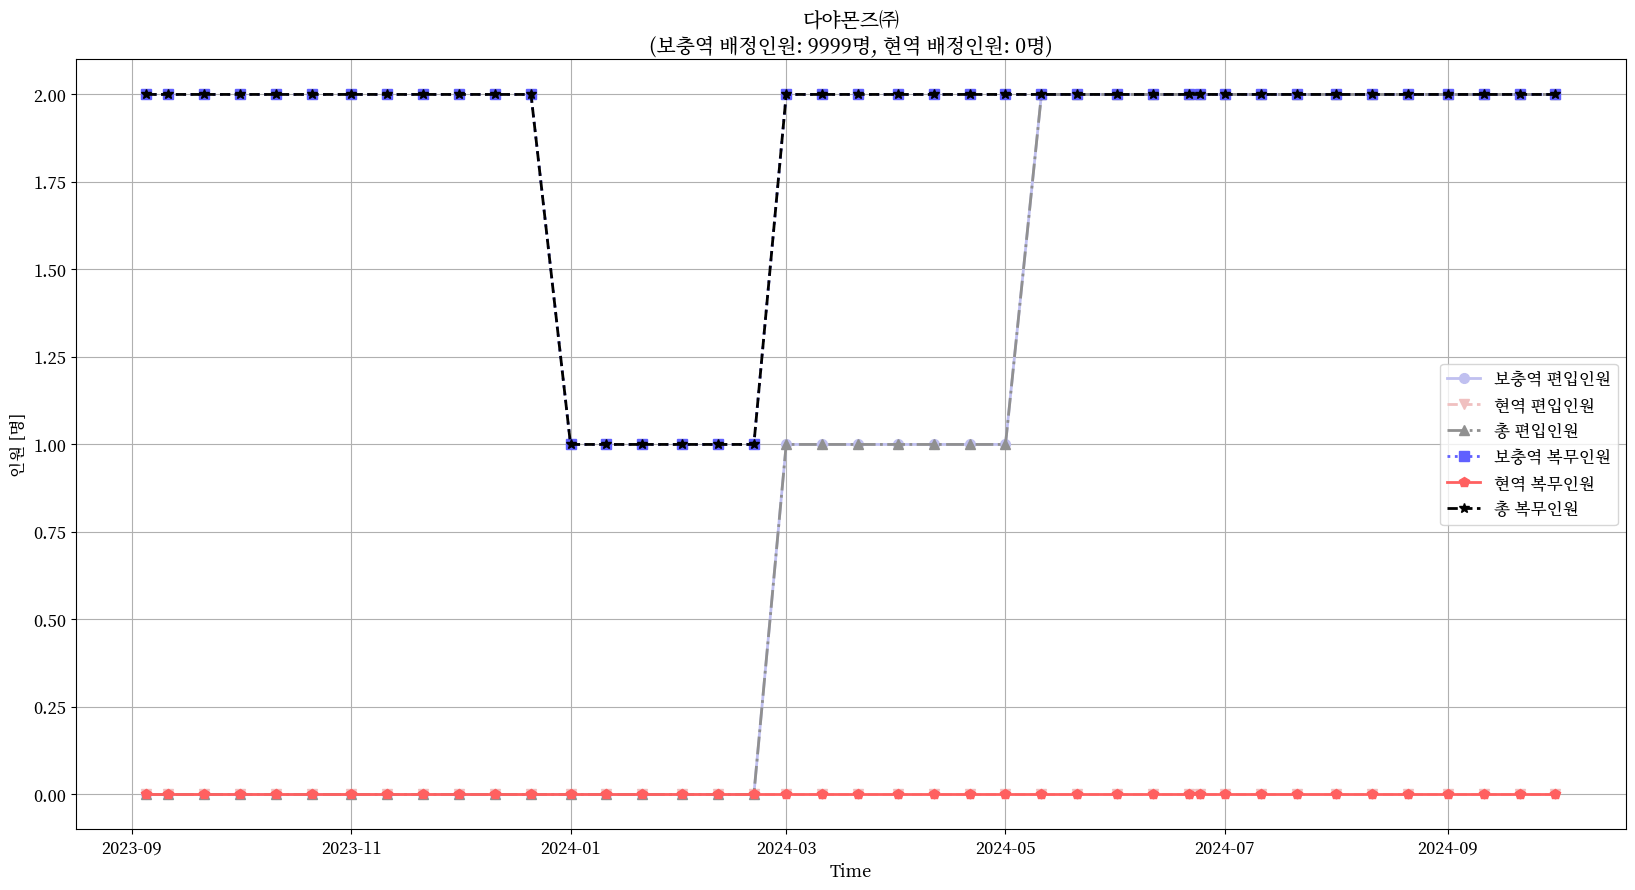 다야몬즈㈜
(보충역 배정인원: 9999명, 현역 배정인원: 0명)
2.00
1.75
1.50
1.25
1.00
0.75
0.50
0.25
0.00
인원 [명]
보충역 편입인원
현역 편입인원
총 편입인원
보충역 복무인원
현역 복무인원
총 복무인원
2023-09 2023-11 2024-01 2024-03 2024-05 2024-07 2024-09
Time